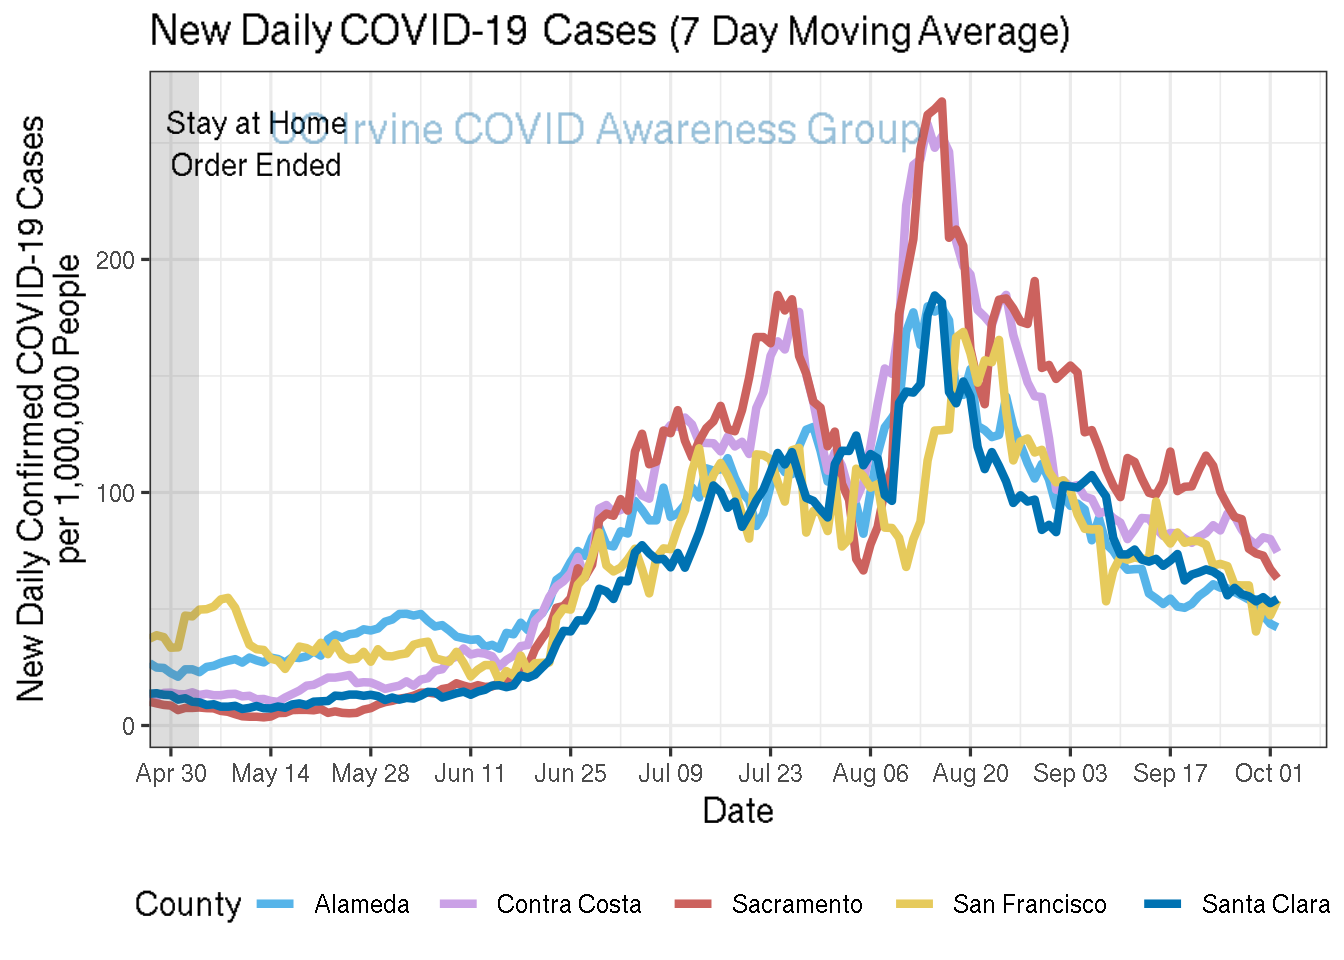 New Daily COVID-19 Cases (7 Day Moving Average)
UC Irvine COVID Awareness Group
Stay at Home
Order Ended
New Daily Confirmed COVID-19 Cases
per 1,000,000 People
200
100
0
Apr 30 May 14 May 28 Jun 11 Jun 25 Jul 09 Jul 23 Aug 06 Aug 20 Sep 03 Sep 17 Oct 01
Date
County Alameda Contra Costa Sacramento San Francisco Santa Clara